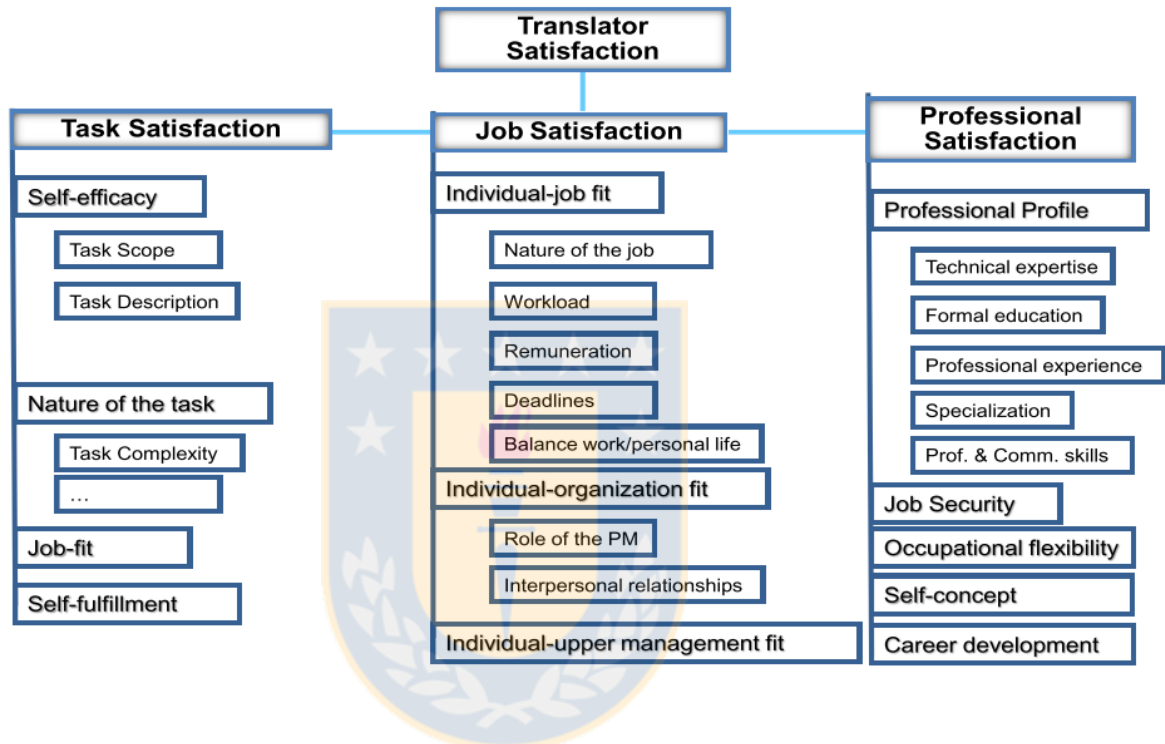 Translator
Satisfaction
Task Satisfaction
Self-efficacy
Task Scope
Task Description
Nature of the task
Task Complexity
...
Job-fit
Self-fulfillment
Job Satisfaction
Individual-job fit
Nature of the job
Workload
Remuneration
Deadlines
Balance work/personal life
Individual-organization fit
Role of the PM
Interpersonal relationships
Individual-upper management fit
Professional
Satisfaction
Professional Profile
Technical expertise
Formal education
Professional experience
Specialization
Prof. & Comm. skills
Job Security
Occupational flexibility
Self-concept
Career development